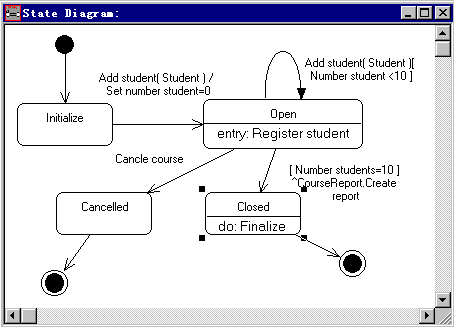 State Diagram:
Add student( Student ) /
Set number student=0
Add student( Student )[
Number student <10 ]
Initialize
Open
entry: Register student
Cancle course
[ Number students=10 ]
^CourseReport.Create
report
Cancelled
Closed
do: Finalize